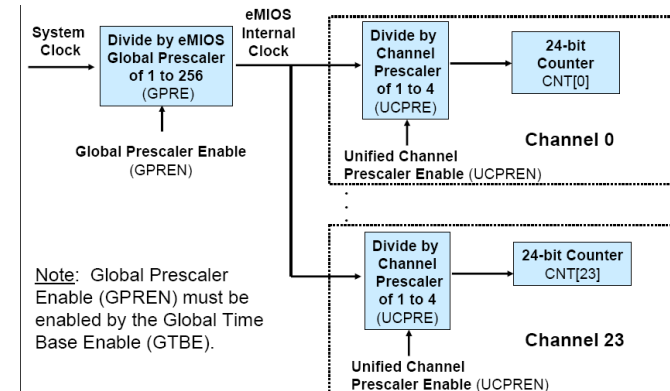 System
Clock
Divide by eMIOS
Global Prescaler
of 1 to 256
(GPRE)
eMIOS
Internal
Clock
Global Prescaler Enable
(GPREN)
Divide by
Channel
Prescaler
of 1 to 4
(UCPRE)
24-bit
Counter
CNT[0]
Channel 0
Unified Channel
Prescaler Enable (UCPREN)
.
.
.
Divide by
Channel
Prescaler
of 1 to 4
(UCPRE)
24-bit Counter
CNT[23]
Channel 23
Unified Channel
Prescaler Enable (UCPREN)
Note: Global Prescaler
Enable (GPREN) must be
enabled by the Global Time
Base Enable (GTBE).